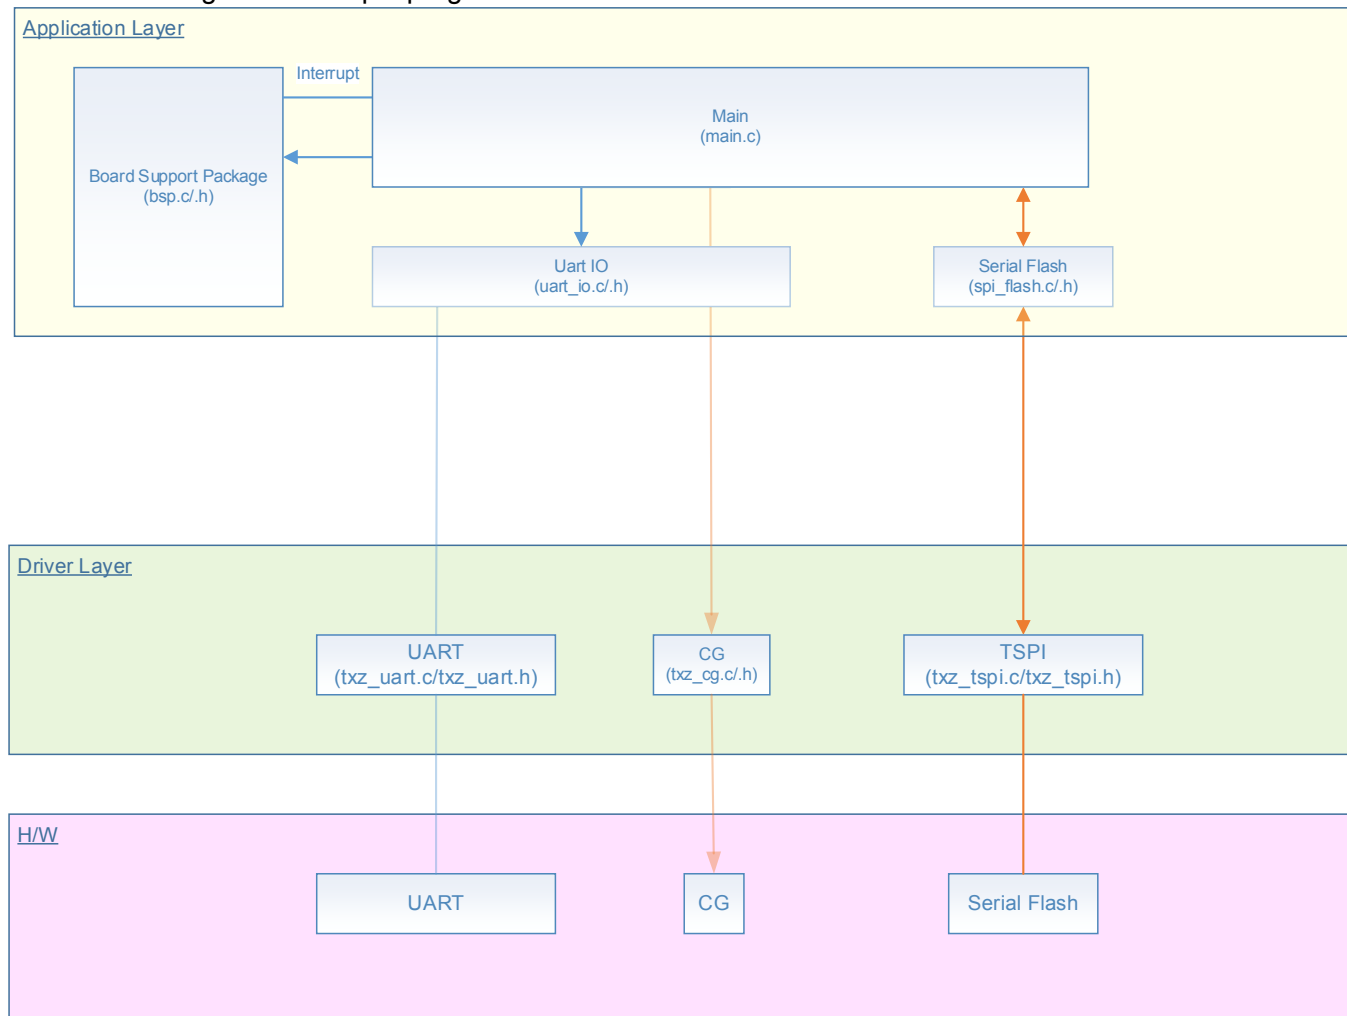 Application Layer
Interrupt
Main
(main.c)
Board Support Package
(bsp.c/.h)
Uart IO
(uart_io.c/.h)
Serial Flash
(spi_flash.c/.h)
Driver Layer
UART
(txz_uart.c/txz_uart.h)
CG
(txz_cg.c/.h)
TSPI
(txz_tspi.c/txz_tspi.h)
H/W
UART
CG
Serial Flash